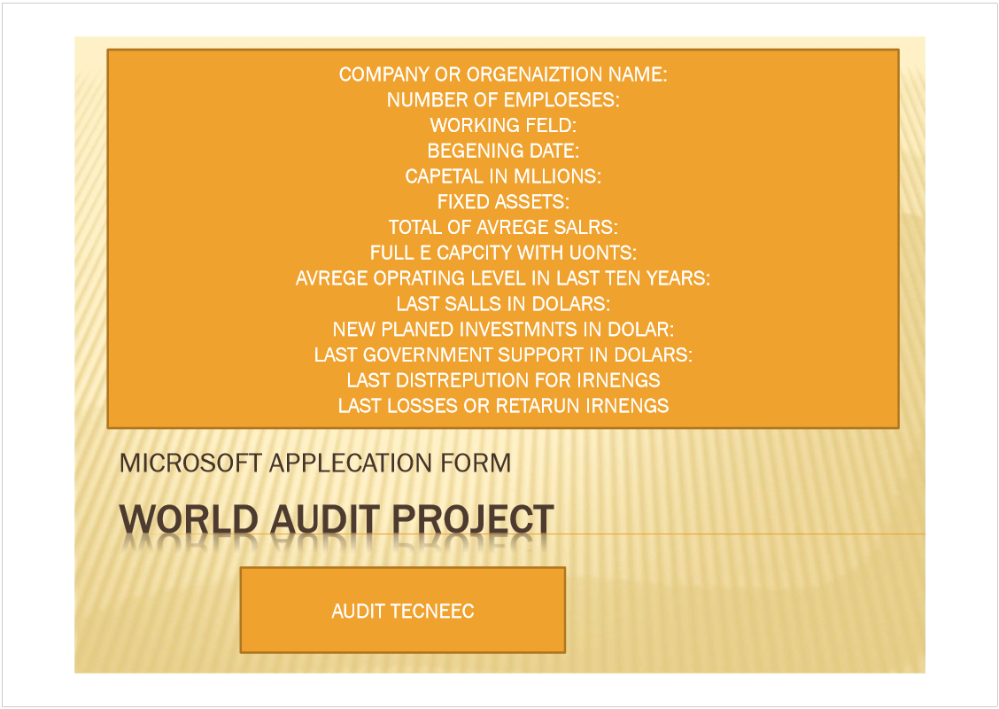 COMPANY OR ORGENAIZTION NAME:
NUMBER OF EMPLOESES:
WORKING FELD:
BEGENING DATE:
CAPETAL IN MLLIONS:
FIXED ASSETS:
TOTAL OF AVREGE SALRS:
FULL E CAPCITY WITH UONTS:
AVREGE OPRATING LEVEL IN LAST TEN YEARS:
LAST SALLS IN DOLARS:
NEW PLANED INVESTMNTS IN DOLAR:
LAST GOVERNMENT SUPPORT IN DOLARS:
LAST DISTREPUTION FOR IRNENGS
LAST LOSSES OR RETARUN IRNENGS
MICROSOFT APPLECATION FORM
WORLD AUDIT PROJECT
AUDIT TECNEEC